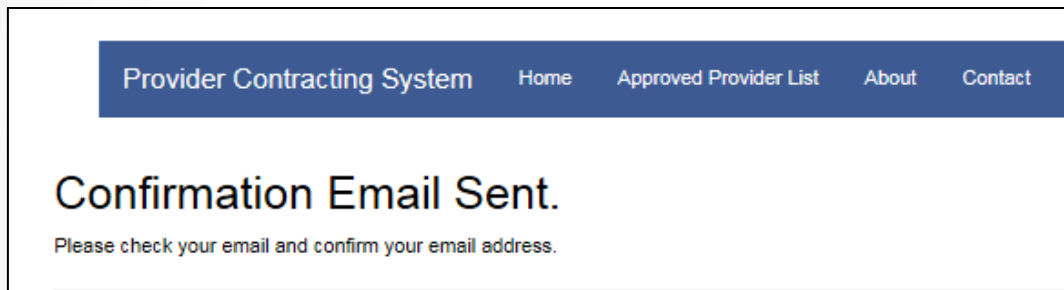 Provider Contracting System Home Approved Provider List About Contact
Confirmation Email Sent.
Please check your email and confirm your email address.